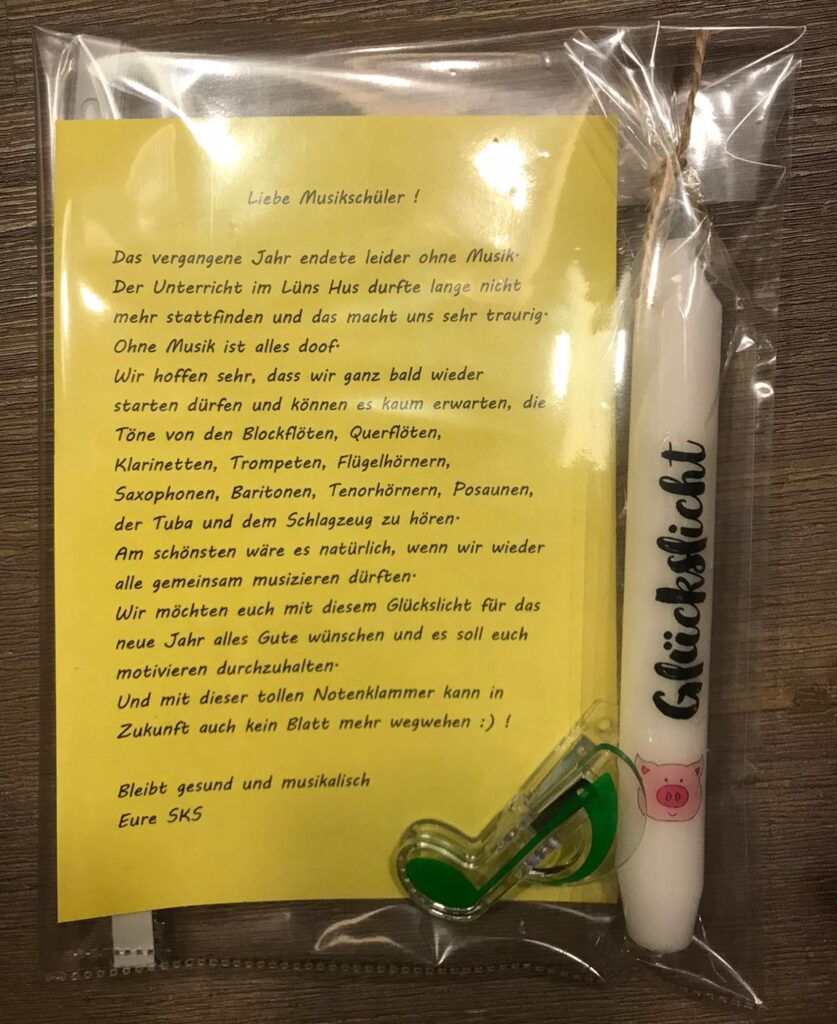 Liebe Musikschüler !
Das vergangene Jahr endete leider ohne Musik.
Der Unterricht im Lüns Hus durfte lange nicht
mehr stattfinden und das macht uns sehr traurig.
Ohne Musik ist alles doof.
Wir hoffen sehr, dass wir ganz bald wieder
starten dürfen und können es kaum erwarten, die
Töne von den Blockflöten, Querflöten,
Klarinetten, Trompeten, Flügelhörnern,
Saxophonen, Baritonen, Tenorhörnern, Posaunen,
der Tuba und dem Schlagzeug zu hören.
Am schönsten wäre es natürlich, wenn wir wieder
alle gemeinsam musizieren dürften.
Wir möchten euch mit diesem Glückslicht für das
neue Jahr alles Gute wünschen und es soll euch
motivieren durchzuhalten.
Und mit dieser tollen Notenklammer kann in
Zukunft auch kein Blatt mehr wegwehen :) !
Bleibt gesund und musikalisch
Eure SKS
Glückslicht